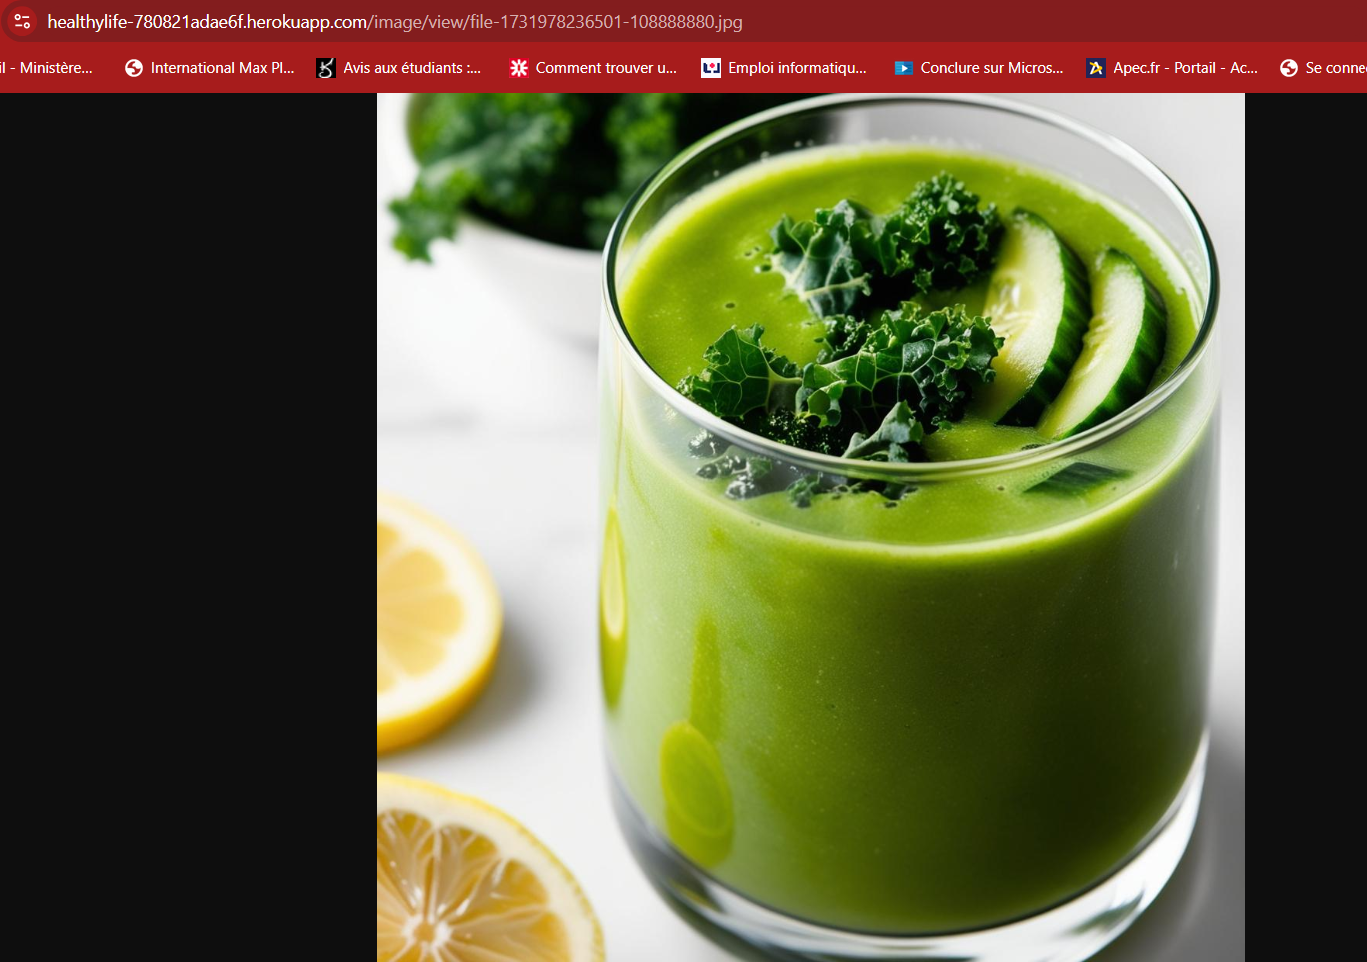 healthylife-780821adae6f.herokuapp.com/image/view/file-1731978236501-108888880.jpg
il - Ministère... International Max Pl... Avis aux étudiants :... Comment trouver u... Emploi informatiqu... Conclure sur Micros... Apec.fr - Portail - Ac... Se conne